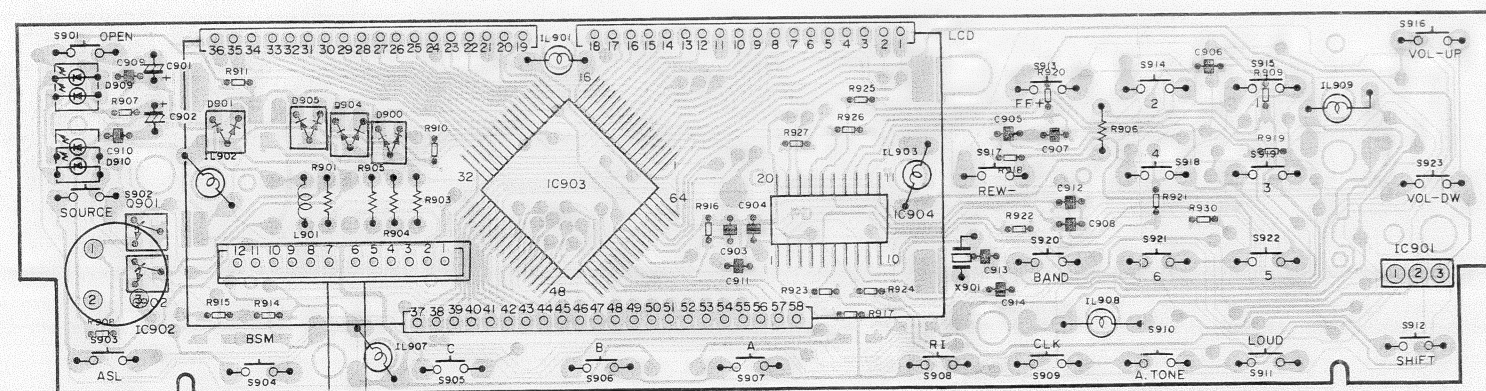 S901 OPEN
36 35 34 33 32 31 30 29 28 27 26 25 24 23 22 21 20 19
IL901
18 17 16 15 14 13 12 11 10 9 8 7 6 5 4 3 2 1
LCD
S916
VOL-UP
C909 C901
D909
R907
C902
C910
D910
S902
SOURCE
R911
D901 D905 D904 D900 R910
IL902
R901 R905 R903
L901 R904
16
32 IC903 1
64
48
R925
R926
R927
IL903
20 11
IC904
1 10
R916 C904
C903
C911
R923 R924
R917
C906
S913
R920
FF+
S914
2
S915
R909
1
IL909
C905
C907
R906
S917
R918
REW-
4 S918
R919
S919
3
S923
VOL-DW
C912
C908
R922
R921
R930
S920
BAND
S921
6
S922
5
IC901
1 2 3
C913
X901
C914
IL908
Q901
1
2 3
IC902
12 11 10 9 8 7 6 5 4 3 2 1
R915 R914
37 38 39 40 41 42 43 44 45 46 47 48 49 50 51 52 53 54 55 56 57 58
S903
ASL
BSM
S904
IL907
C
S905
B
S906
A
S907
RI
S908
CLK
S909
S910
A.TONE
LOUD
S911
S912
SHIFT